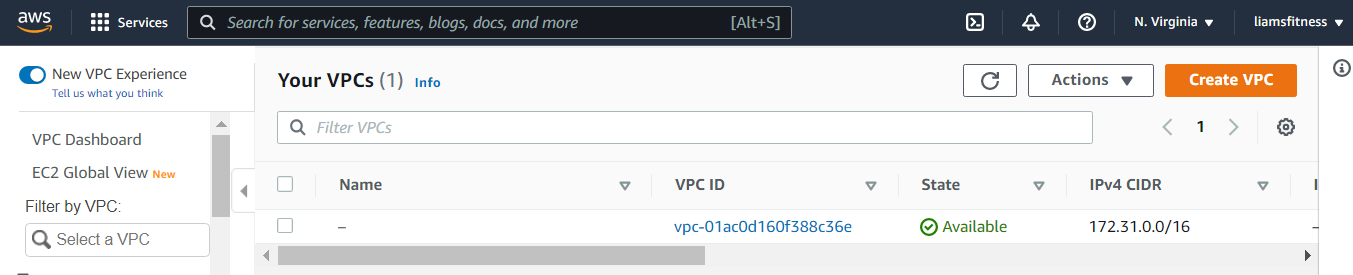 aws Services Search for services, features, blogs, docs, and more [Alt+S] N. Virginia liamsfitness
New VPC Experience
Tell us what you think
VPC Dashboard
EC2 Global View New
Filter by VPC:
Select a VPC
Your VPCs (1) Info Actions Create VPC
Filter VPCs 1
Name VPC ID State IPv4 CIDR
– vpc-01ac0d160f388c36e Available 172.31.0.0/16 –